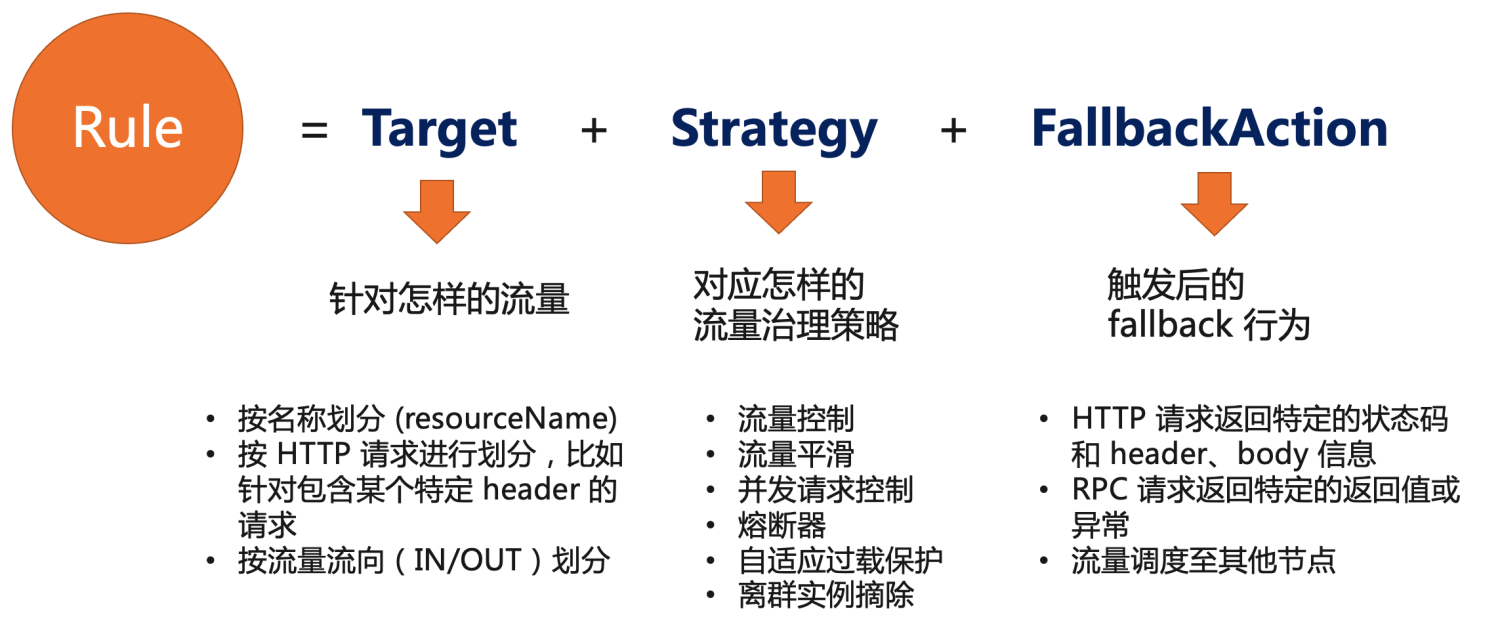 Rule = Target + Strategy + FallbackAction
针对怎样的流量
对应怎样的
流量治理策略
触发后的
fallback 行为
• 按名称划分 (resourceName)
• 按 HTTP 请求进行划分，比如
针对包含某个特定 header 的
请求
• 按流量流向（IN/OUT）划分
• 流量控制
• 流量平滑
• 并发请求控制
• 熔断器
• 自适应过载保护
• 离群实例摘除
• HTTP 请求返回特定的状态码
和 header、body 信息
• RPC 请求返回特定的返回值或
异常
• 流量调度至其他节点